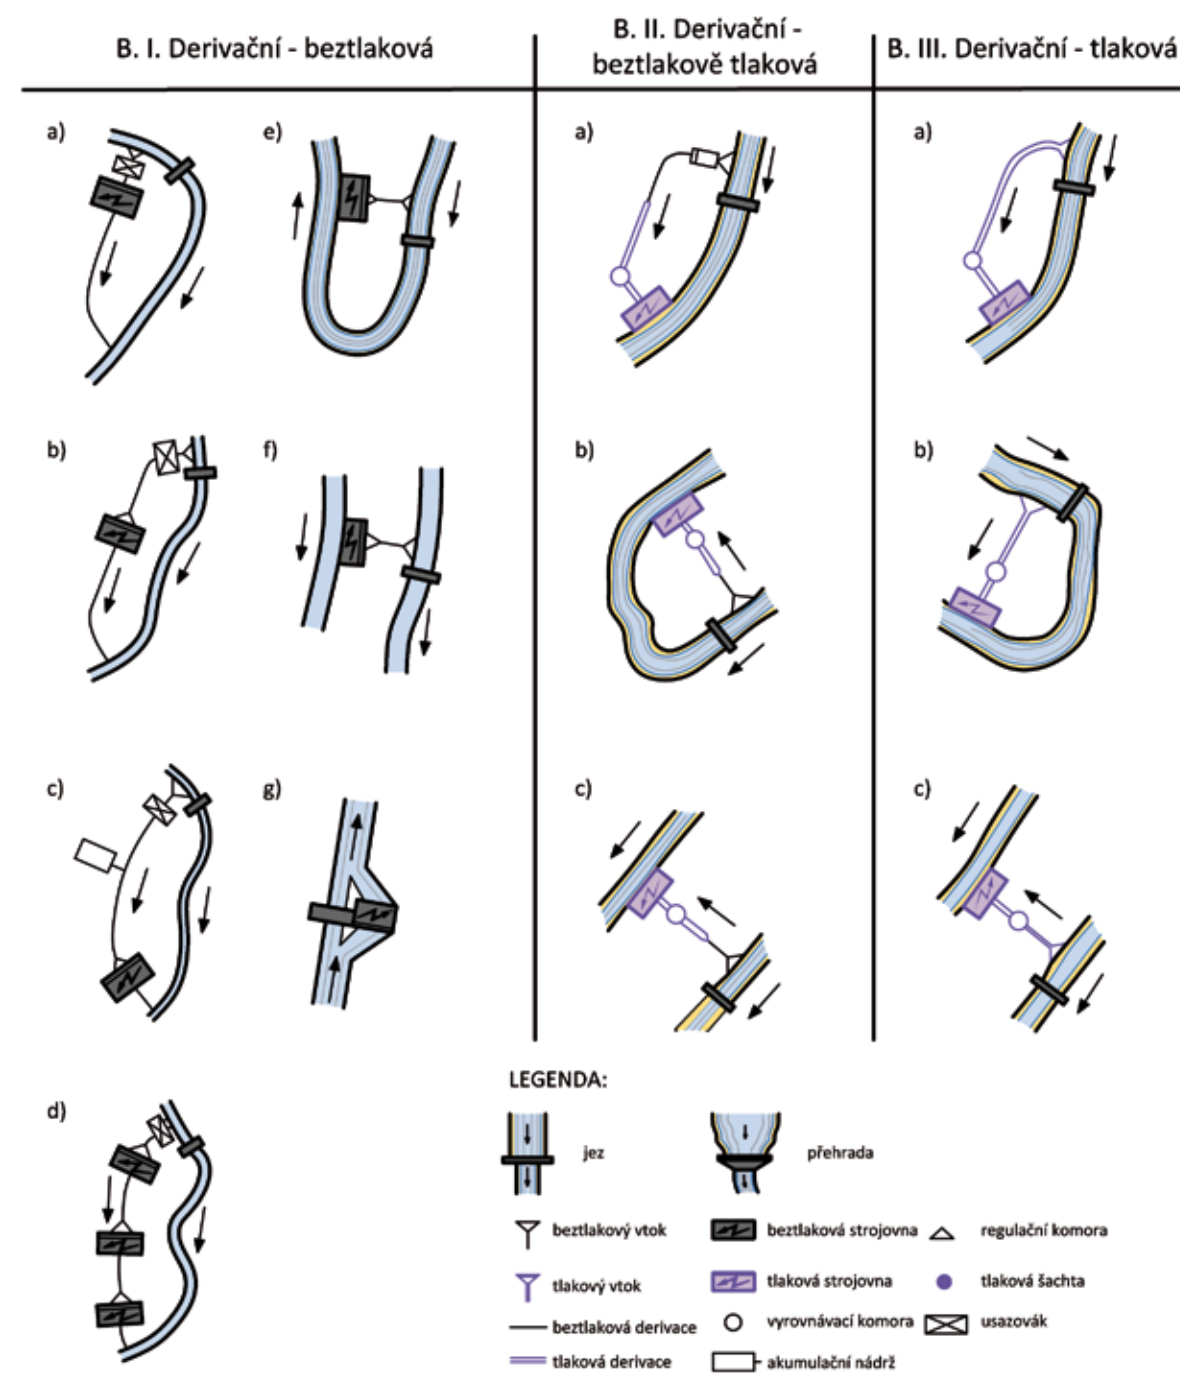 B. I. Derivační - beztlaková
B. II. Derivační -
beztlakově tlaková
B. III. Derivační - tlaková
a)
e)
a)
a)
b)
f)
b)
b)
c)
g)
c)
c)
d)
LEGENDA:
jez
přehrada
beztlakový vtok
beztlaková strojovna
regulační komora
tlakový vtok
tlaková strojovna
tlaková šachta
beztlaková derivace
vyrovnávací komora
usazovák
tlaková derivace
akumulační nádrž